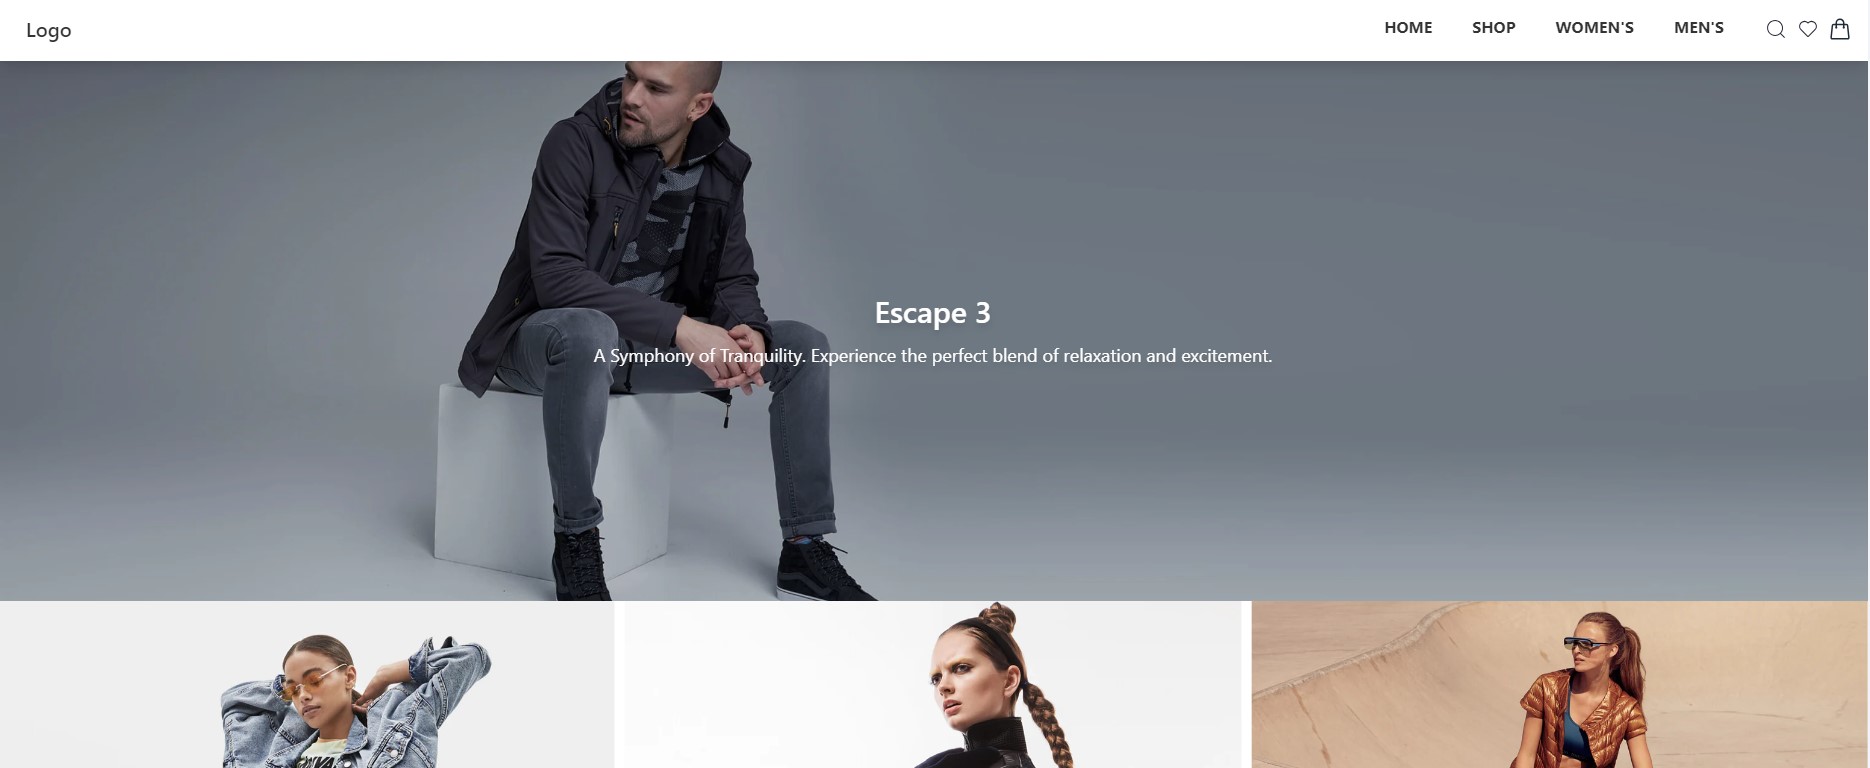 Logo
HOME SHOP WOMEN'S MEN'S
Escape 3
A Symphony of Tranquility. Experience the perfect blend of relaxation and excitement.